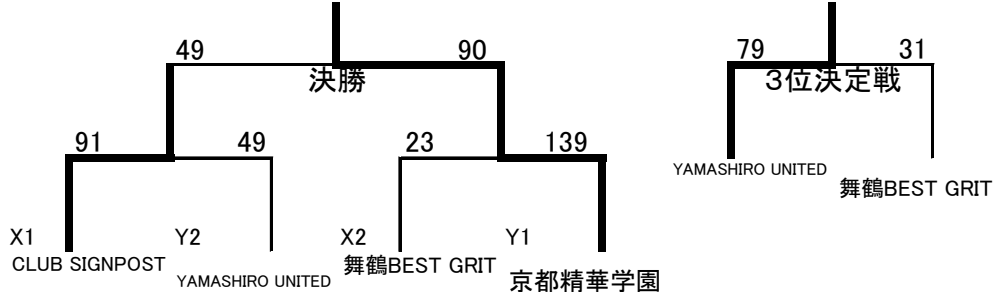 49 90
決勝
91 49 23 139
X1 Y2 X2 Y1
CLUB SIGNPOST
YAMASHIRO UNITED
舞鶴BEST GRIT
京都精華学園
79 31
3位決定戦
YAMASHIRO UNITED
舞鶴BEST GRIT